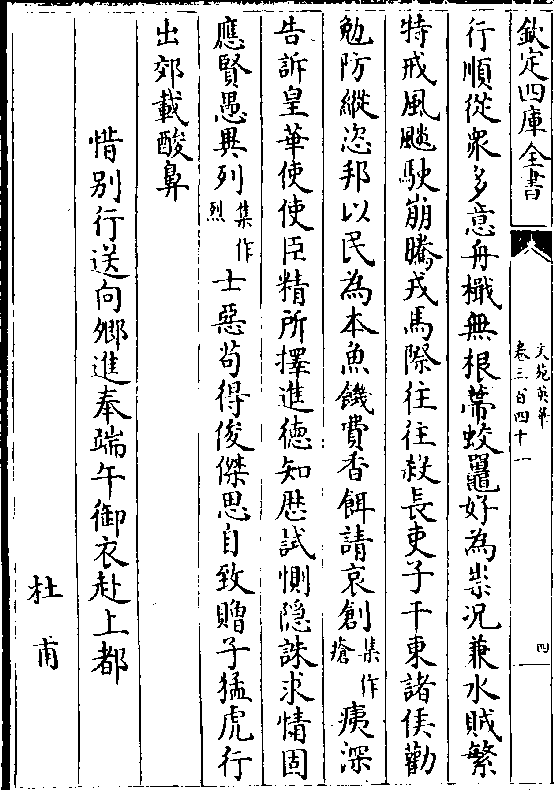 欽定四庫全書
文苑英華
卷三百四十一
四
行順從衆多意舟檝無根蔕蛟鼉好為祟況兼水賊繁
特戒風飈駛崩騰戎馬際往往殺長吏子干東諸侯勸
勉防縱恣邦以民為本魚饑費香餌請哀創集作瘡痍深
告訴皇華使使臣精所擇進德知歴試惻隐誅求情固
應賢愚異列集作烈士惡苟得俊傑思自致贈子猛虎行
出郊載酸鼻
惜别行送向卿進奉端午御衣赴上都
杜甫